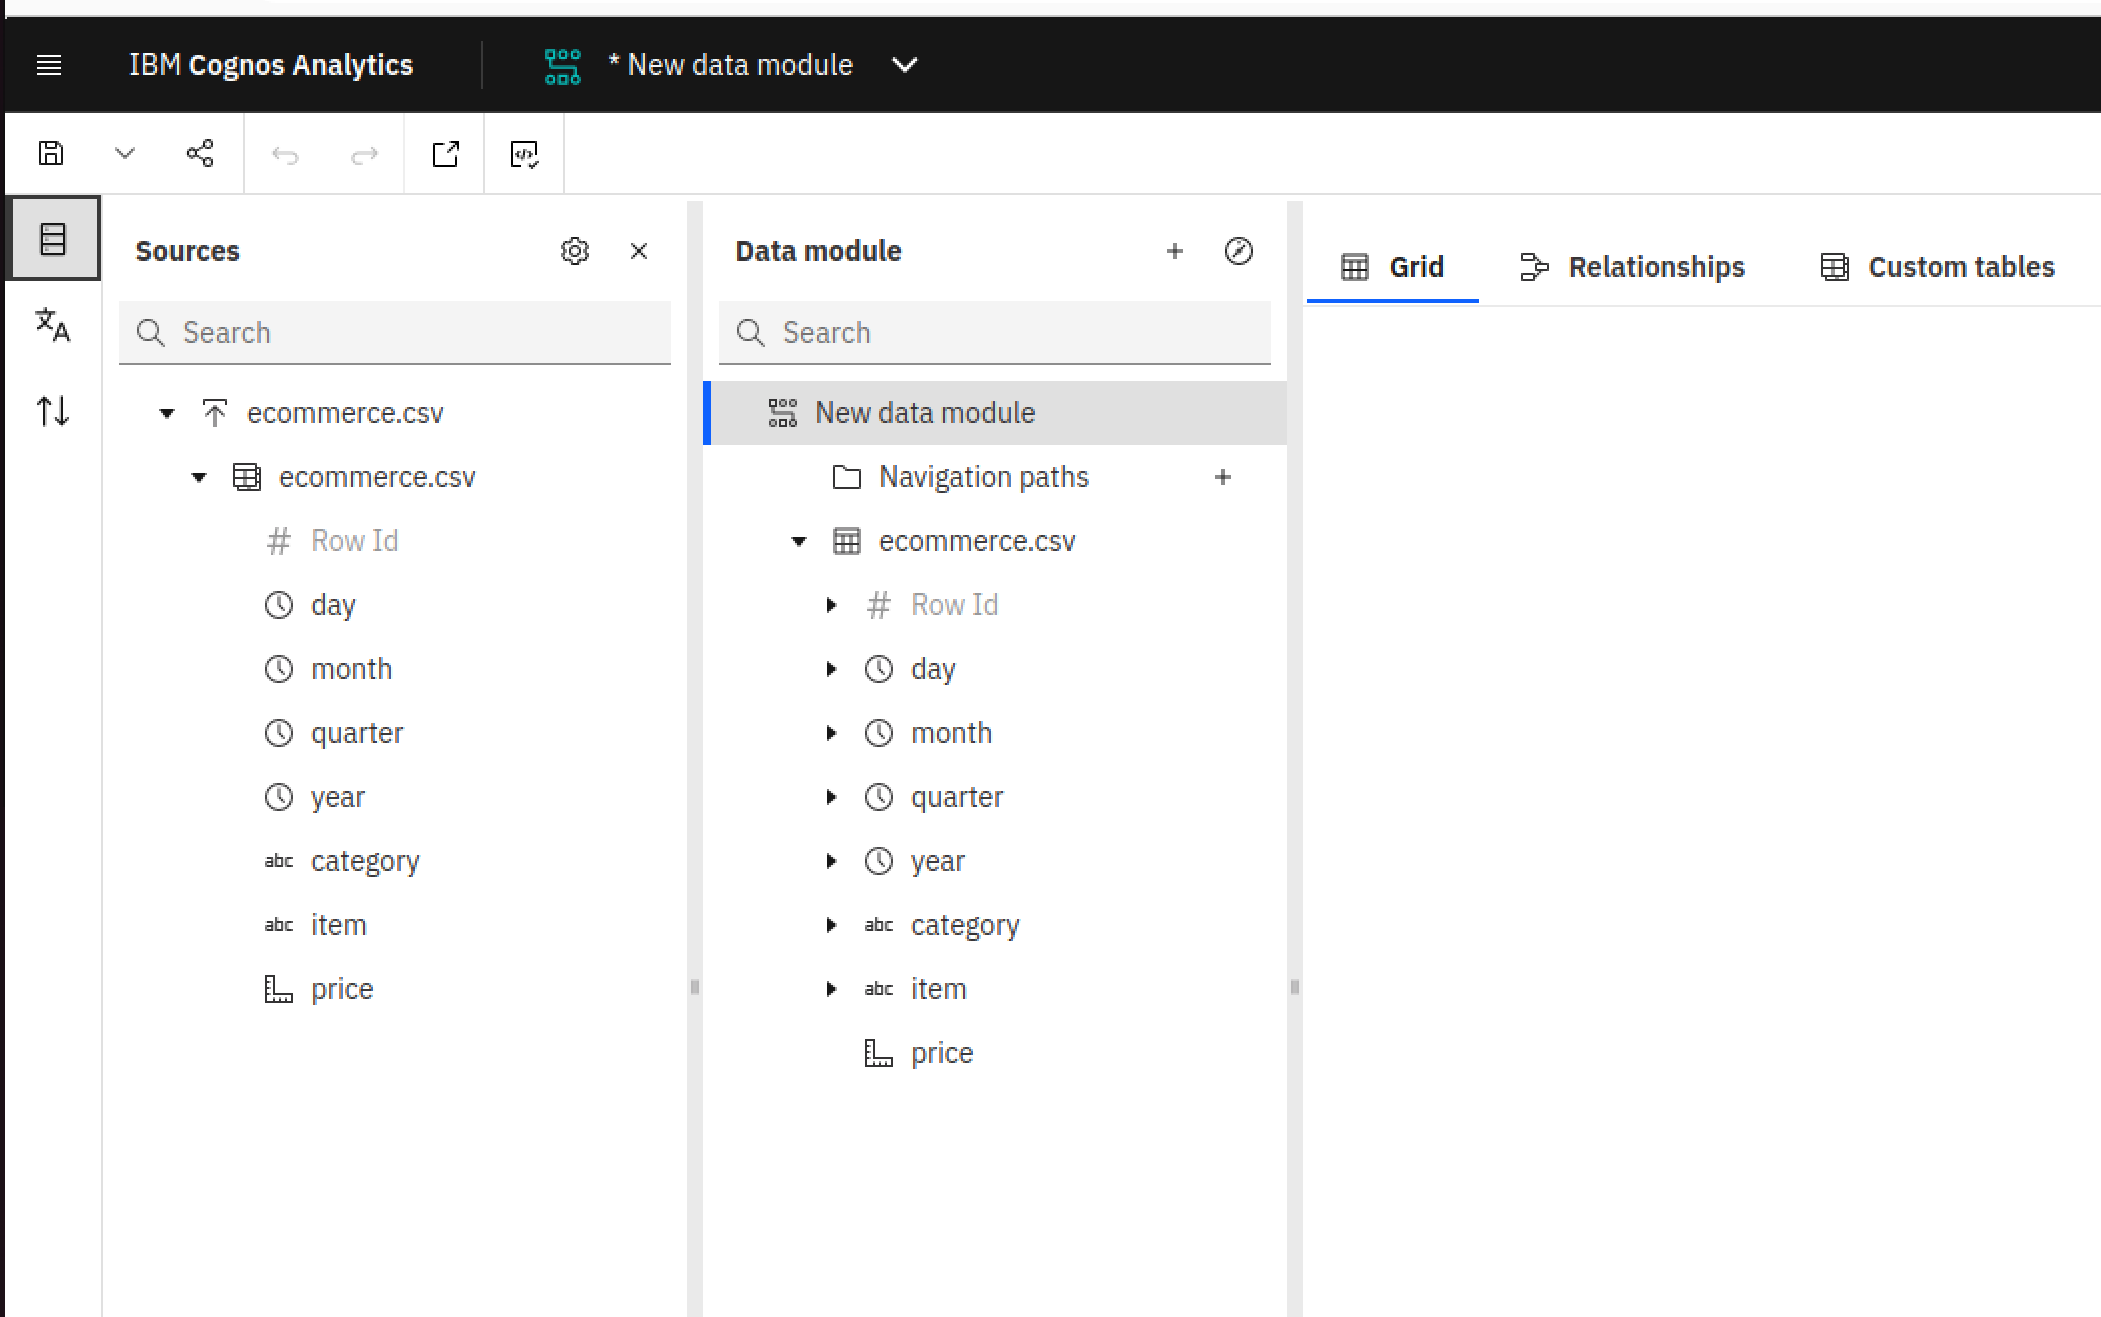 IBM Cognos Analytics
* New data module
Sources
Search
ecommerce.csv
ecommerce.csv
# Row Id
day
month
quarter
year
abc category
abc item
price
Data module
Search
New data module
Navigation paths
ecommerce.csv
# Row Id
day
month
quarter
year
abc category
abc item
price
Grid
Relationships
Custom tables